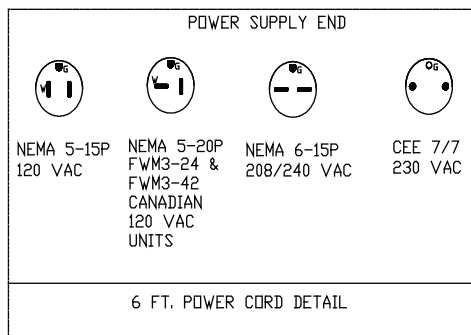 POWER SUPPLY END
G
W
G
W
G
G
NEMA 5-15P
120 VAC
NEMA 5-20P
FWM3-24 &
FWM3-42
CANADIAN
120 VAC
UNITS
NEMA 6-15P
208/240 VAC
CEE 7/7
230 VAC
6 FT. POWER CORD DETAIL